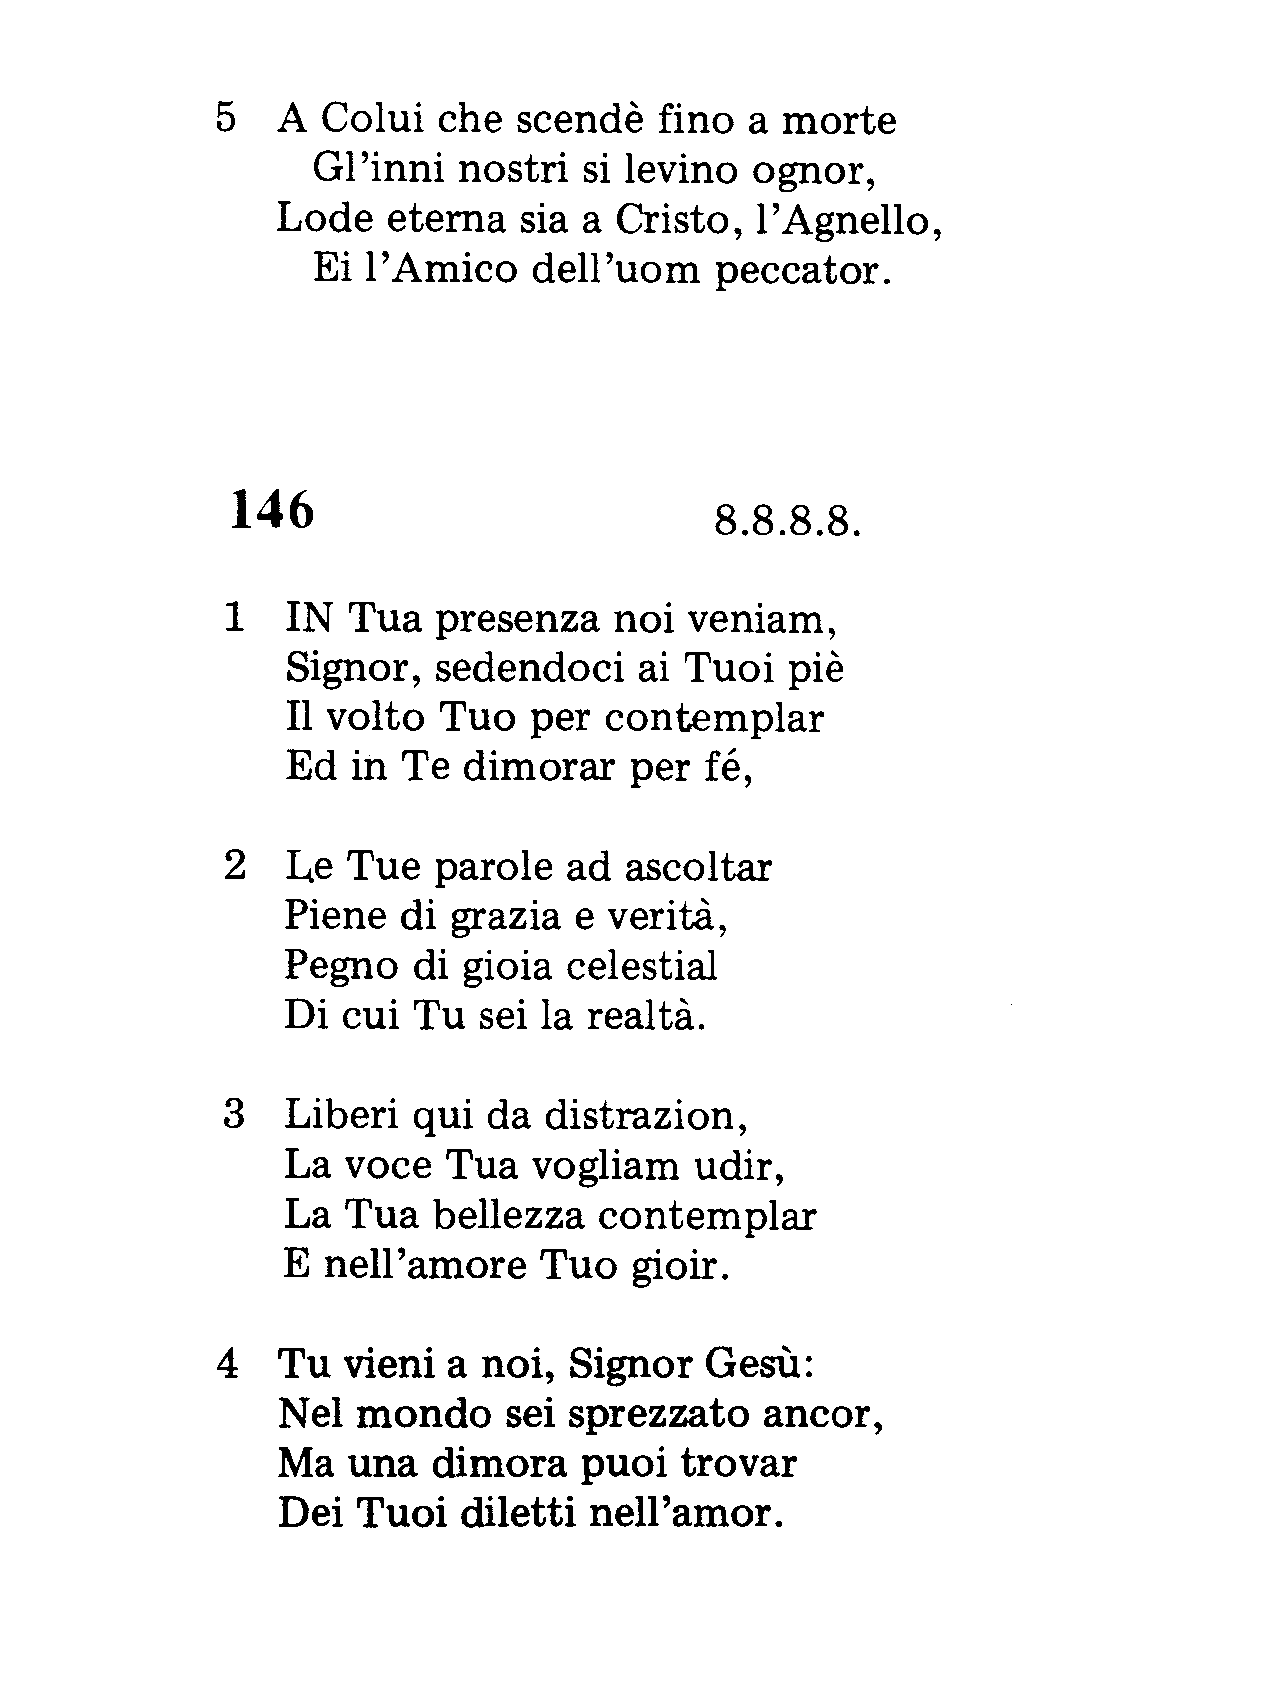 5 A Colui che scendè fino a morte
Gl'inni nostri si levino ognor,
Lode eterna sia a Cristo, l'Agnello,
Ei l'Amico dell'uom peccator.
146 8.8.8.8.
1 IN Tua presenza noi veniam,
Signor, sedendoci ai Tuoi piè
Il volto Tuo per contemplar
Ed in Te dimorar per fé,
2 Le Tue parole ad ascoltar
Piene di grazia e verità,
Pegno di gioia celestial
Di cui Tu sei la realtà.
3 Liberi qui da distrazion,
La voce Tua vogliam udir,
La Tua bellezza contemplar
E nell'amore Tuo gioir.
4 Tu vieni a noi, Signor Gesù:
Nel mondo sei sprezzato ancor,
Ma una dimora puoi trovar
Dei Tuoi diletti nell'amor.